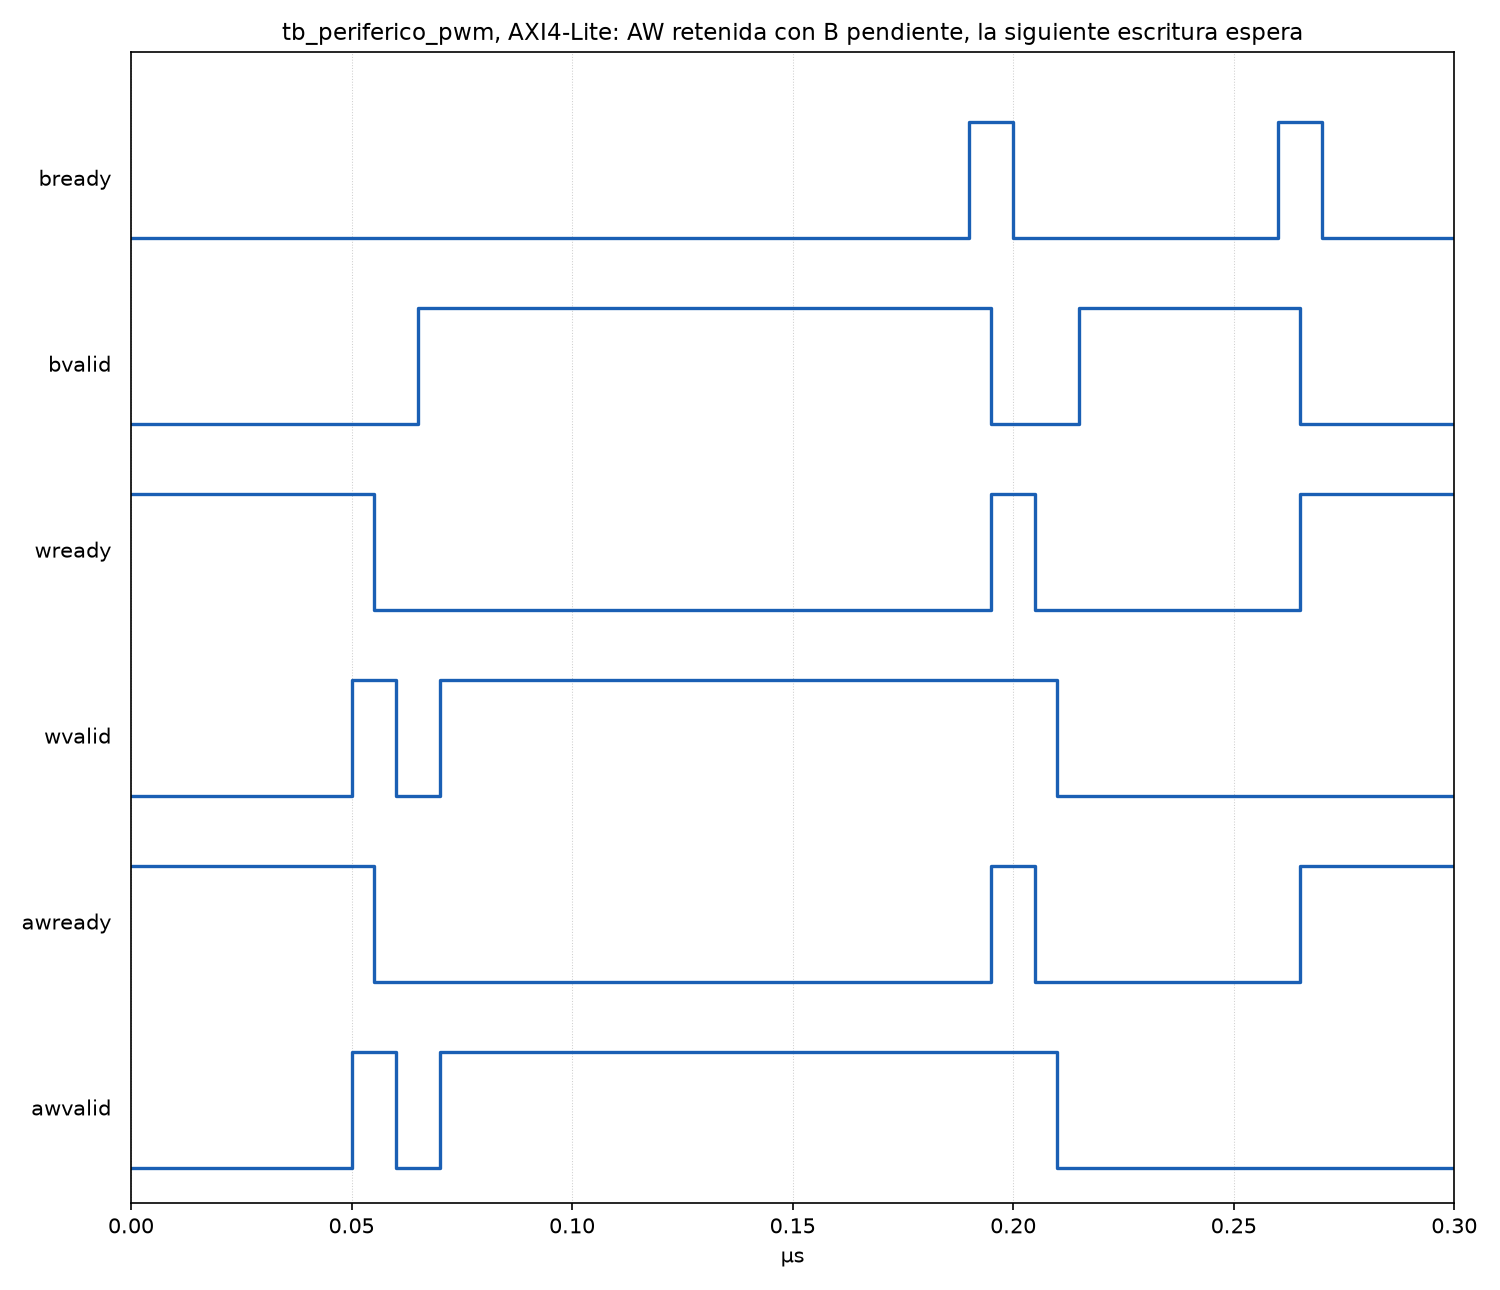 tb_periferico_pwm, AXI4-Lite: AW retenida con B pendiente, la siguiente escritura espera
bready
bvalid
wready
wvalid
awready
awvalid
0.00 0.05 0.10 0.15 0.20 0.25 0.30
µs